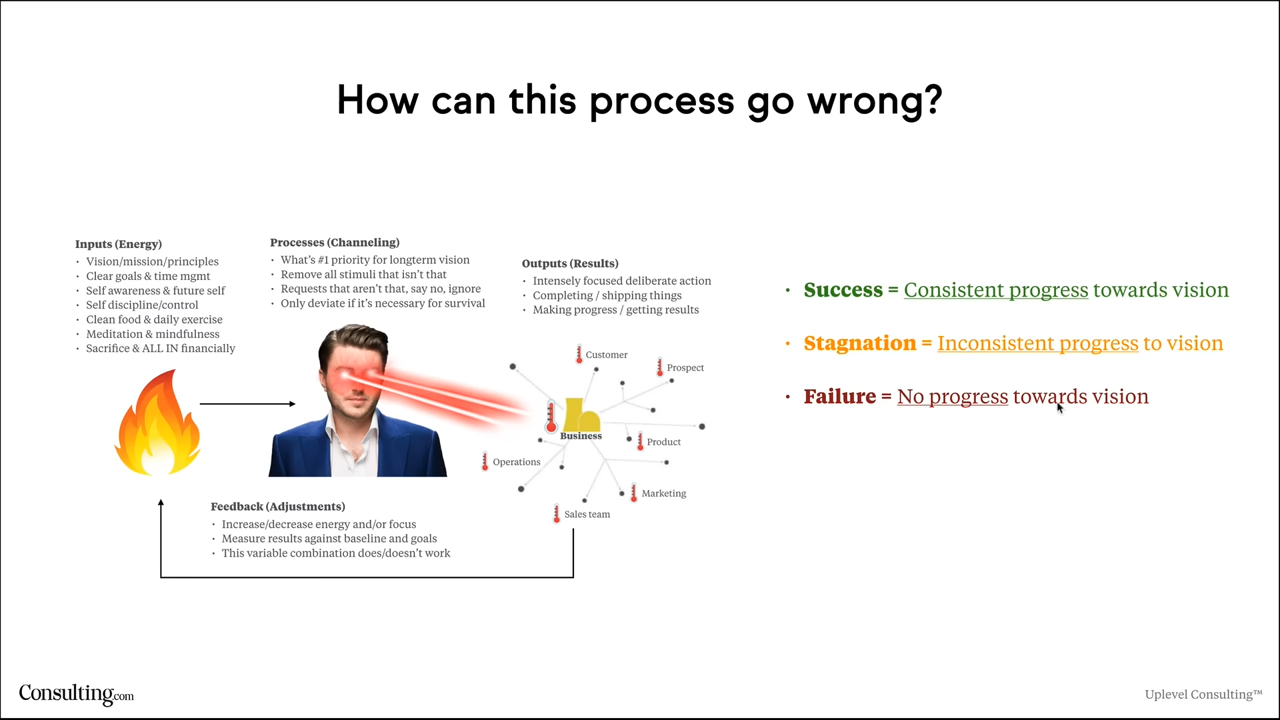 How can this process go wrong?
Inputs (Energy)
· Vision/mission/principles
· Clear goals & time mgmt
· Self awareness & future self
· Self discipline/control
· Clean food & daily exercise
· Meditation & mindfulness
· Sacrifice & ALL IN financially
Processes (Channeling)
· What's #1 priority for longterm vision
· Remove all stimuli that isn't that
· Requests that aren't that, say no, ignore
· Only deviate if it's necessary for survival
Outputs (Results)
· Intensely focused deliberate action
· Completing / shipping things
· Making progress / getting results
Customer
Prospect
Business
Product
Operations
Marketing
Sales team
Feedback (Adjustments)
· Increase/decrease energy and/or focus
· Measure results against baseline and goals
· This variable combination does/doesn't work
· Success = Consistent progress towards vision
· Stagnation = Inconsistent progress to vision
· Failure = No progress towards vision
Consulting.com
Uplevel Consulting™